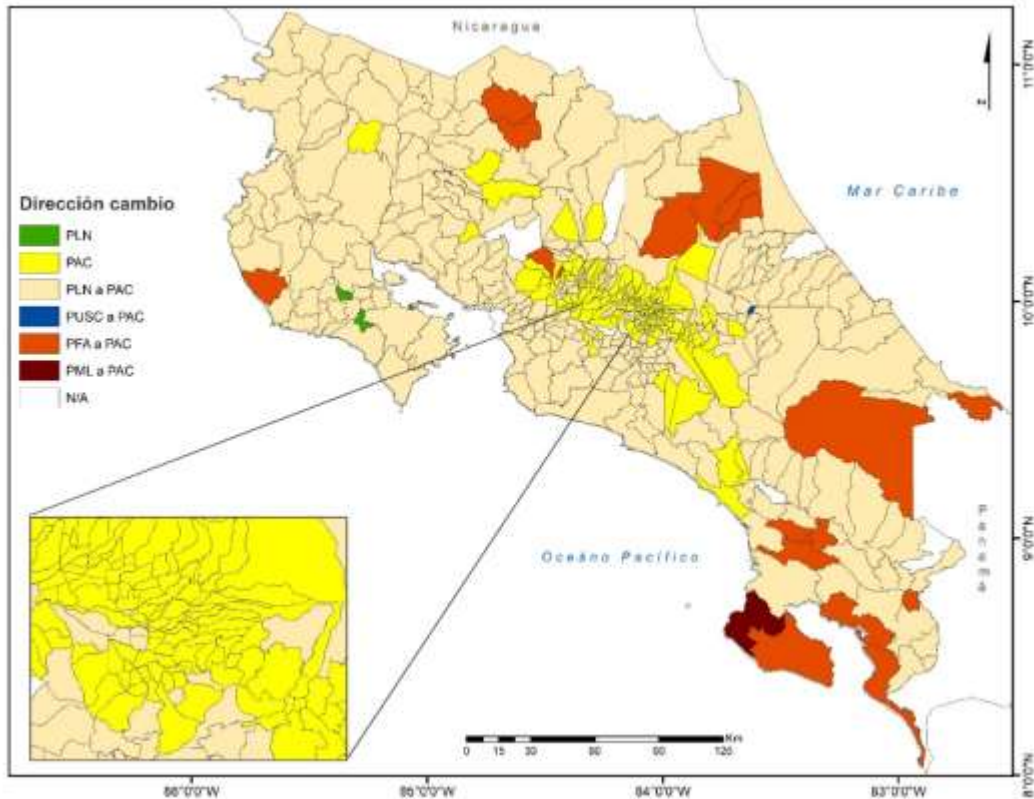 Nicaragua
11°0'0"N
N
Mar Caribe
Dirección cambio
PLN
PAC
PLN a PAC
PUSC a PAC
PFA a PAC
PML a PAC
N/A
10°0'0"N
Panamá
9°0'0"N
Océano Pacífico
Km
0 15 30 60 90 120
8°0'0"N
86°0'0"W 85°0'0"W 84°0'0"W 83°0'0"W